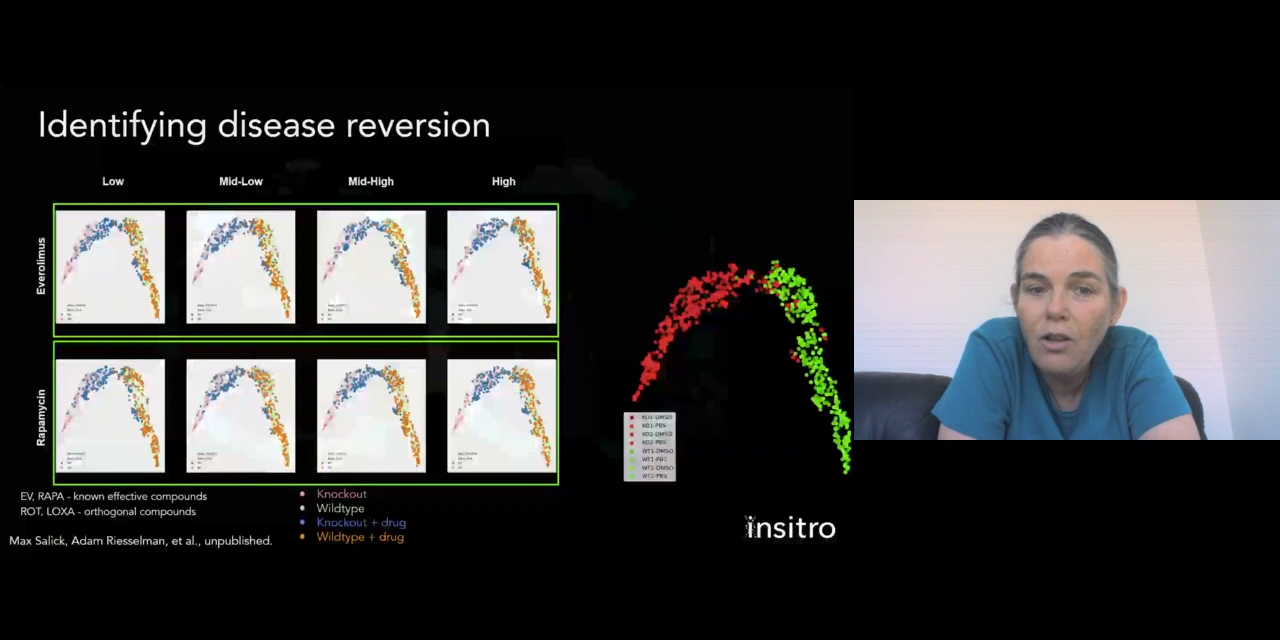 Identifying disease reversion
Low Mid-Low Mid-High High
Everolimus
Rapamycin
KO1-DMSO
KO1-PBS
KO2-DMSO
KO2-PBS
WT1-DMSO
WT1-PBS
WT2-DMSO
WT2-PBS
EV, RAPA - known effective compounds
ROT, LOXA - orthogonal compounds
Knockout
Wildtype
Knockout + drug
Wildtype + drug
Max Salick, Adam Riesselman, et al., unpublished.
insitro